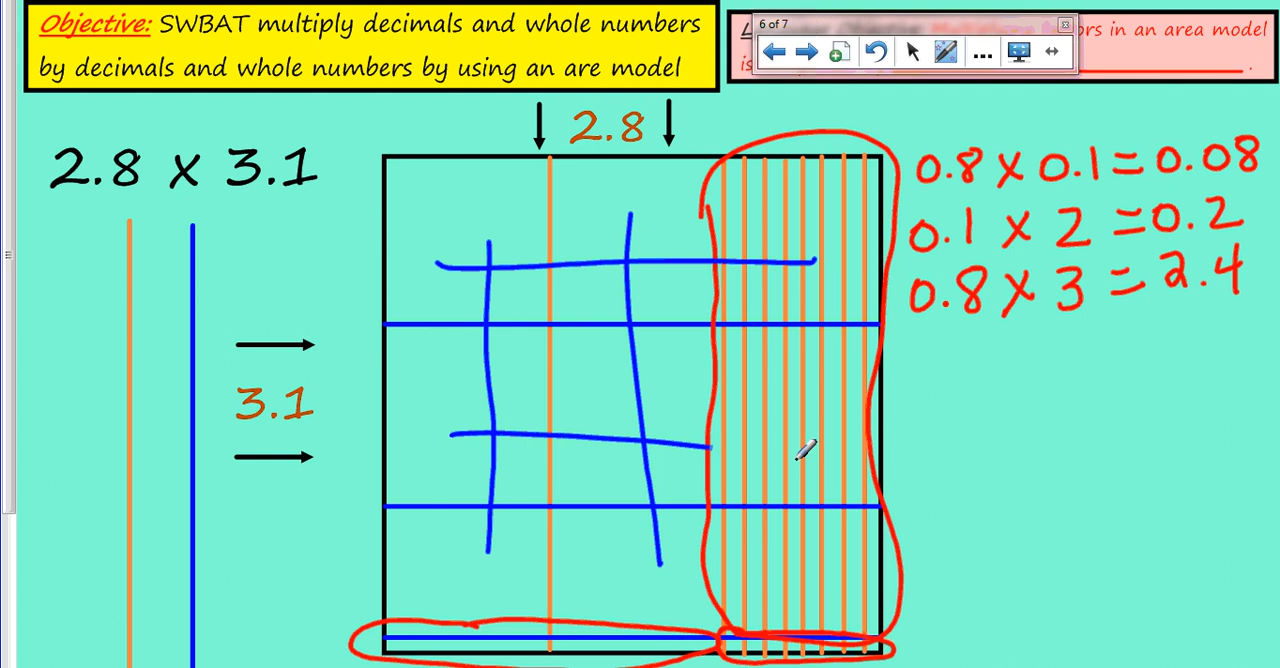 Objective: SWBAT multiply decimals and whole numbers
by decimals and whole numbers by using an are model
6 of 7
ors in an area model
is
.
2.8
2.8 x 3.1
3.1
0.8 x 0.1 = 0.08
0.1 x 2 = 0.2
0.8 x 3 = 2.4